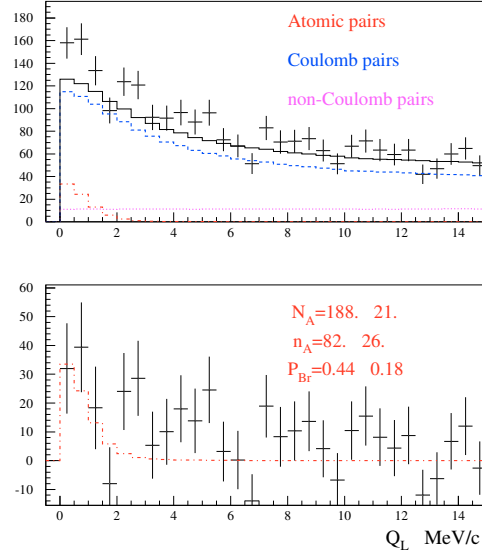 180
160
140
120
100
80
60
40
20
0
0 2 4 6 8 10 12 14
Atomic pairs
Coulomb pairs
non-Coulomb pairs
60
50
40
30
20
10
0
-10
0 2 4 6 8 10 12 14
N_A=188. 21.
n_A=82. 26.
P_Br=0.44 0.18
Q_L MeV/c